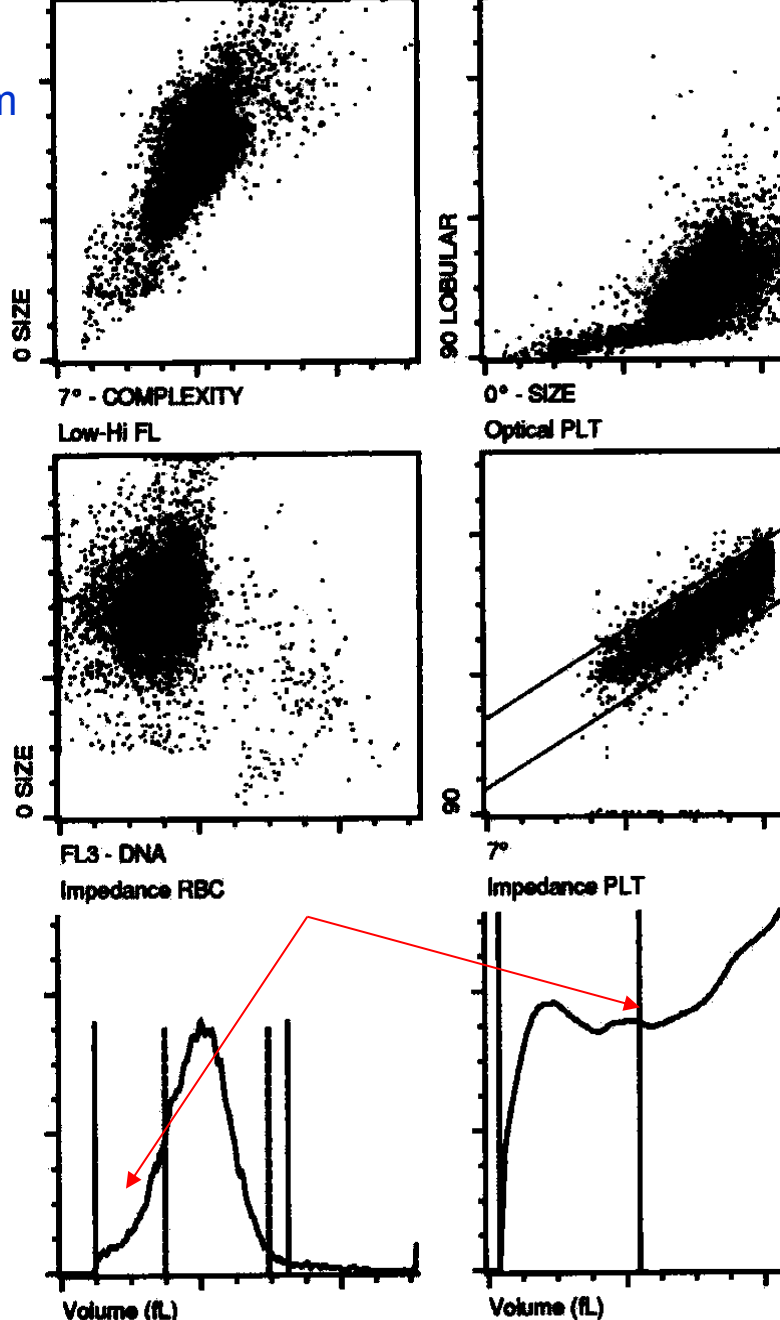 0 SIZE
7° - COMPLEXITY
90 LOBULAR
0° - SIZE
Low-Hi FL
Optical PLT
0 SIZE
FL3 - DNA
90
7°
Impedance RBC
Impedance PLT
Volume (fL)
Volume (fL)